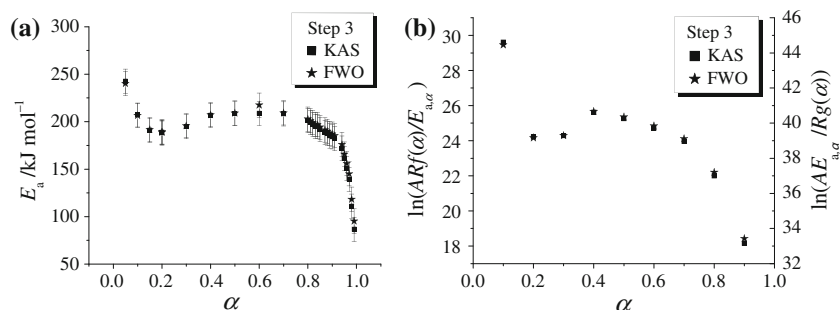 (a)
Step 3
KAS
FWO
300
250
200
150
100
50
Ea /kJ mol−1
0.0 0.2 0.4 0.6 0.8 1.0
α
(b)
Step 3
KAS
FWO
30
28
26
24
22
20
18
ln(ARf(α)/Ea,α)
46
44
42
40
38
36
34
32
ln(AEa,α /Rg(α))
0.0 0.2 0.4 0.6 0.8 1.0
α